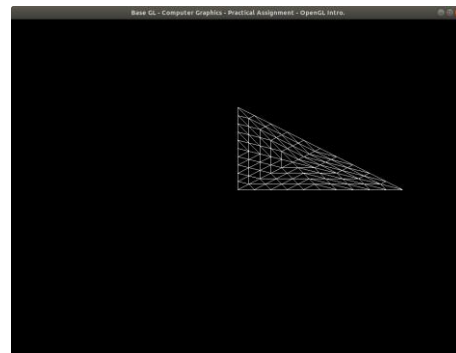 Base GL - Computer Graphics - Practical Assignment - OpenGL Intro.